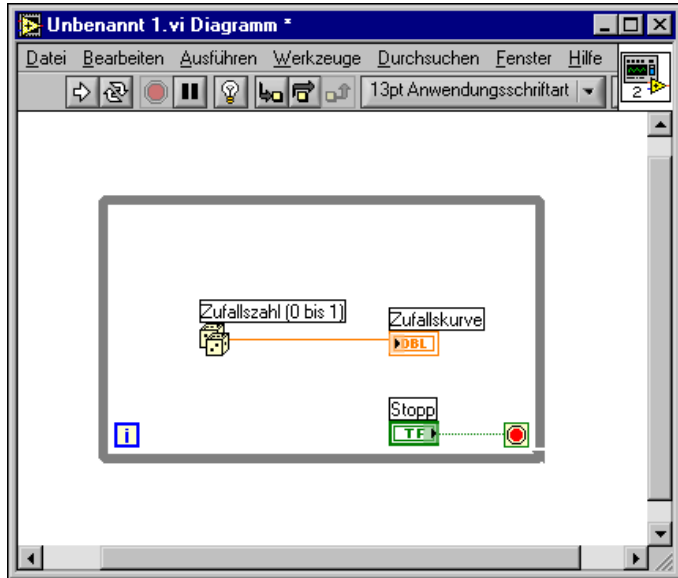 Unbenannt 1.vi Diagramm *
Datei Bearbeiten Ausführen Werkzeuge Durchsuchen Fenster Hilfe
13pt Anwendungsschriftart
2
Zufallszahl (0 bis 1)
Zufallskurve
DBL
Stopp
TF
i